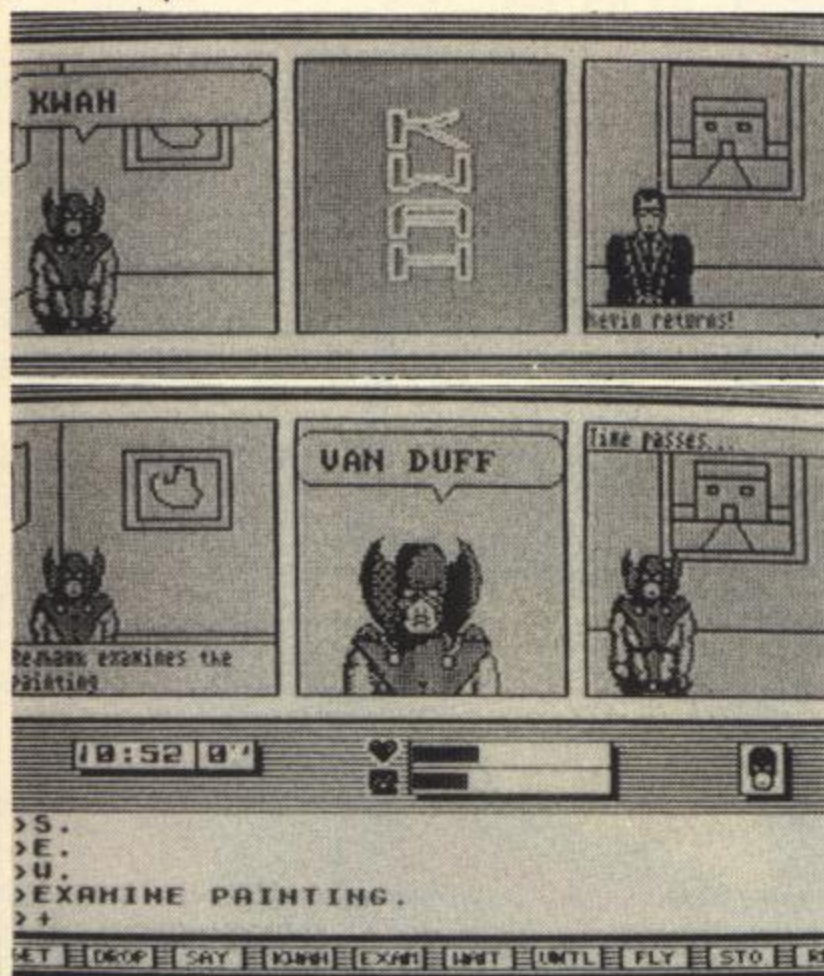 KWAH
KWAH
Kevin returns!
Redhawk examines the
painting
VAN DUFF
Time passes...
10:52
>S.
>E.
>W.
>EXAMINE PAINTING.
>+
DROP SAY KWAH EXAM WAIT UNTL FLY STO